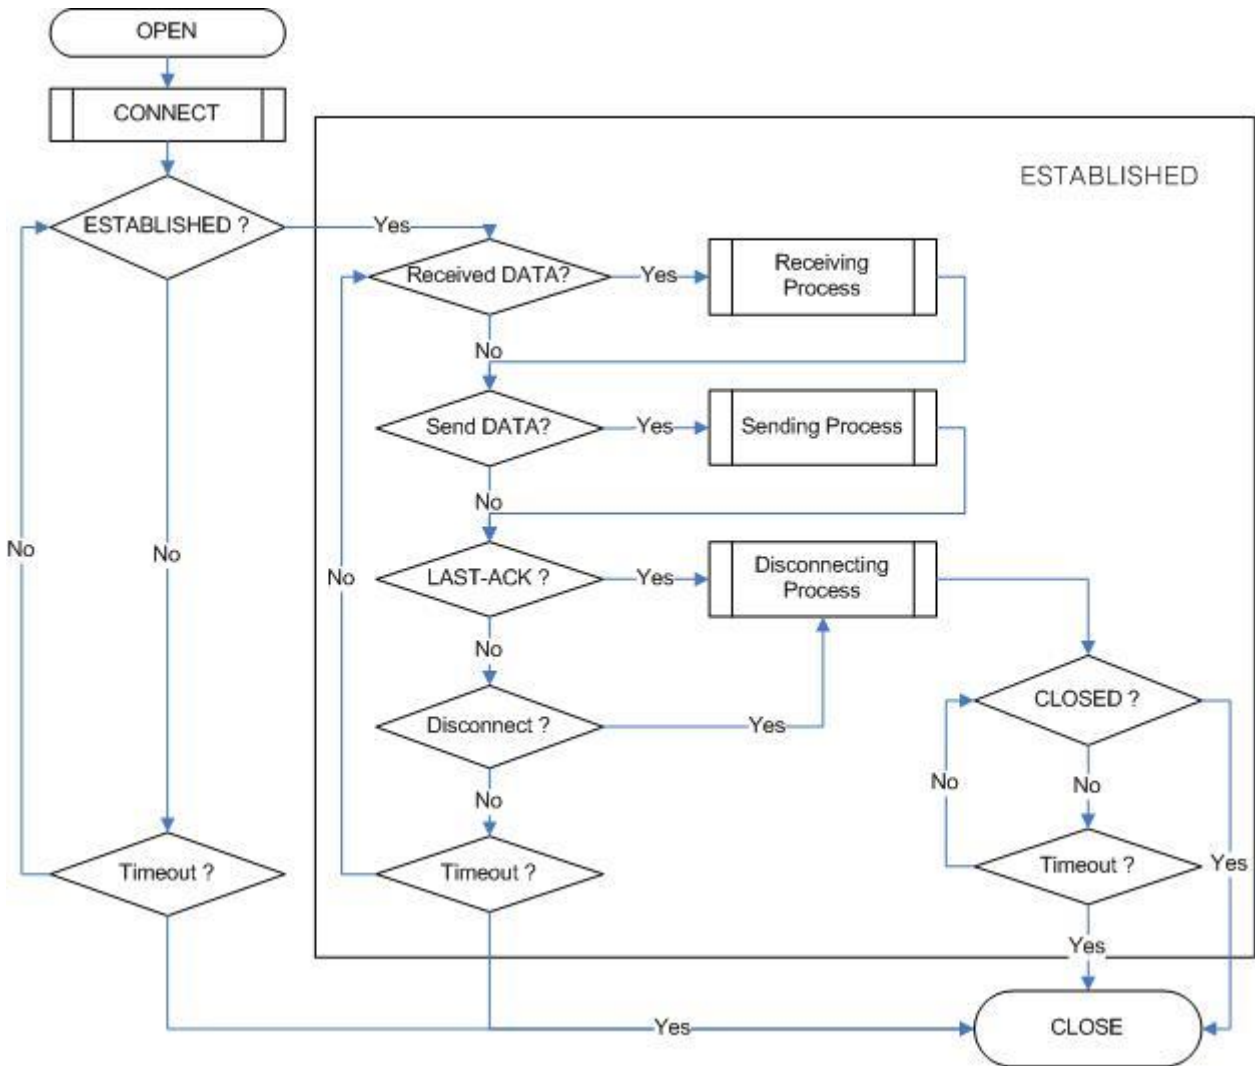 OPEN
CONNECT
ESTABLISHED
ESTABLISHED ?
Yes
Received DATA?
Yes
Receiving
Process
No
Send DATA?
Yes
Sending Process
No
No
No
No
LAST-ACK ?
Yes
Disconnecting
Process
No
Disconnect ?
Yes
CLOSED ?
No
No
No
Timeout ?
Timeout ?
Timeout ?
Yes
Yes
Yes
CLOSE